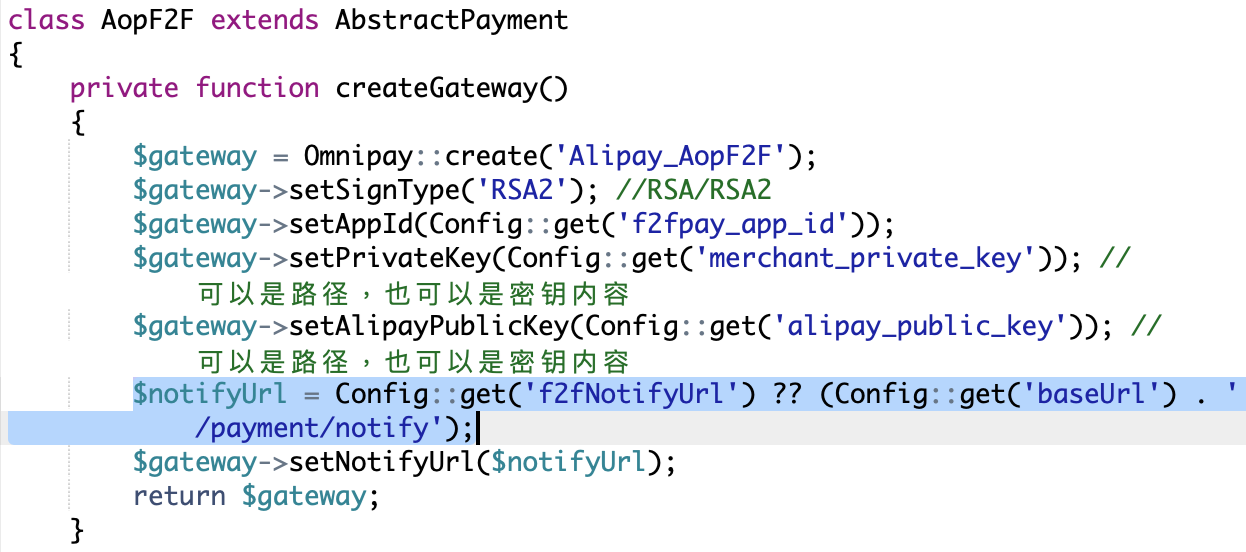 class AopF2F extends AbstractPayment
{
private function createGateway()
{
$gateway = Omnipay::create('Alipay_AopF2F');
$gateway->setSignType('RSA2'); //RSA/RSA2
$gateway->setAppId(Config::get('f2fpay_app_id'));
$gateway->setPrivateKey(Config::get('merchant_private_key')); //
可以是路径，也可以是密钥内容
$gateway->setAlipayPublicKey(Config::get('alipay_public_key')); //
可以是路径，也可以是密钥内容
$notifyUrl = Config::get('f2fNotifyUrl') ?? (Config::get('baseUrl') . '
/payment/notify');
$gateway->setNotifyUrl($notifyUrl);
return $gateway;
}